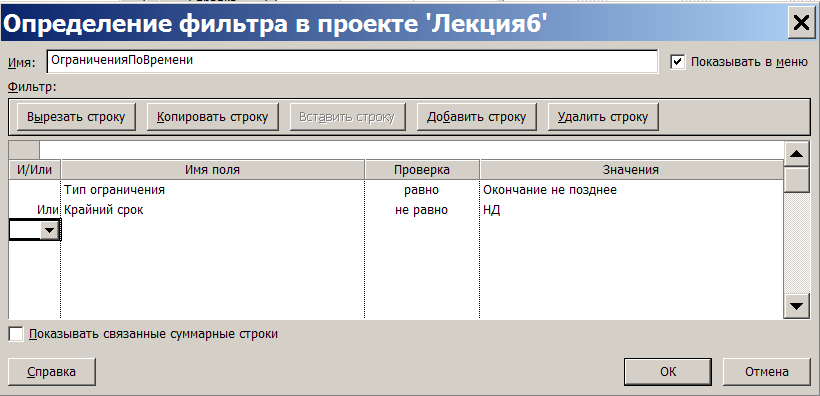 Определение фильтра в проекте 'Лекция6'
Имя: ОграниченияПоВремени Показывать в меню
Фильтр:
Вырезать строку Копировать строку Вставить строку Добавить строку Удалить строку
И/Или Имя поля Проверка Значения
Тип ограничения равно Окончание не позднее
Или Крайний срок не равно НД
Показывать связанные суммарные строки
Справка ОК Отмена